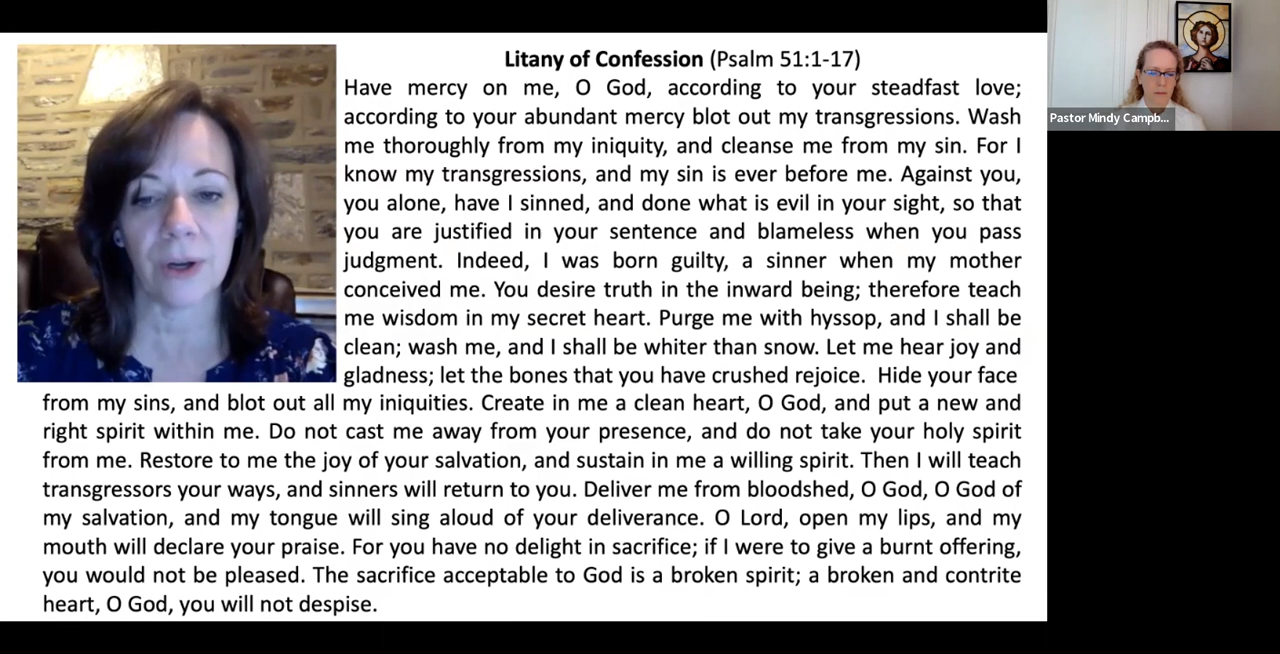 Litany of Confession (Psalm 51:1-17)
Have mercy on me, O God, according to your steadfast love;
according to your abundant mercy blot out my transgressions. Wash
me thoroughly from my iniquity, and cleanse me from my sin. For I
know my transgressions, and my sin is ever before me. Against you,
you alone, have I sinned, and done what is evil in your sight, so that
you are justified in your sentence and blameless when you pass
judgment. Indeed, I was born guilty, a sinner when my mother
conceived me. You desire truth in the inward being; therefore teach
me wisdom in my secret heart. Purge me with hyssop, and I shall be
clean; wash me, and I shall be whiter than snow. Let me hear joy and
gladness; let the bones that you have crushed rejoice. Hide your face
from my sins, and blot out all my iniquities. Create in me a clean heart, O God, and put a new and
right spirit within me. Do not cast me away from your presence, and do not take your holy spirit
from me. Restore to me the joy of your salvation, and sustain in me a willing spirit. Then I will teach
transgressors your ways, and sinners will return to you. Deliver me from bloodshed, O God, O God of
my salvation, and my tongue will sing aloud of your deliverance. O Lord, open my lips, and my
mouth will declare your praise. For you have no delight in sacrifice; if I were to give a burnt offering,
you would not be pleased. The sacrifice acceptable to God is a broken spirit; a broken and contrite
heart, O God, you will not despise.
Pastor Mindy Campb...